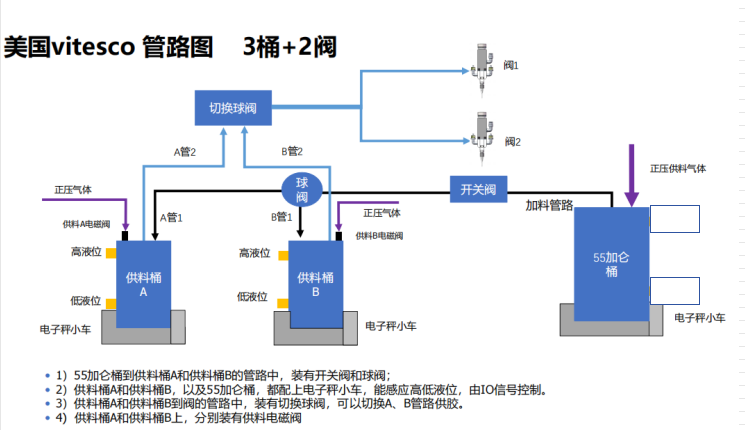 美国vitesco 管路图 3桶+2阀
阀1
切换球阀
阀2
A管2
B管2
正压供料气体
球阀
开关阀
正压气体
加料管路
正压气体
A管1
B管1
供料A电磁阀
供料B电磁阀
高液位
高液位
供料桶
A
供料桶
B
55加仑
桶
低液位
低液位
电子秤小车
电子秤小车
电子秤小车
• 1）55加仑桶到供料桶A和供料桶B的管路中，装有开关阀和球阀；
• 2）供料桶A和供料桶B，以及55加仑桶，都配上电子秤小车，能感应高低液位，由IO信号控制。
• 3）供料桶A和供料桶B到阀的管路中，装有切换球阀，可以切换A、B管路供胶。
• 4）供料桶A和供料桶B上，分别装有供料电磁阀